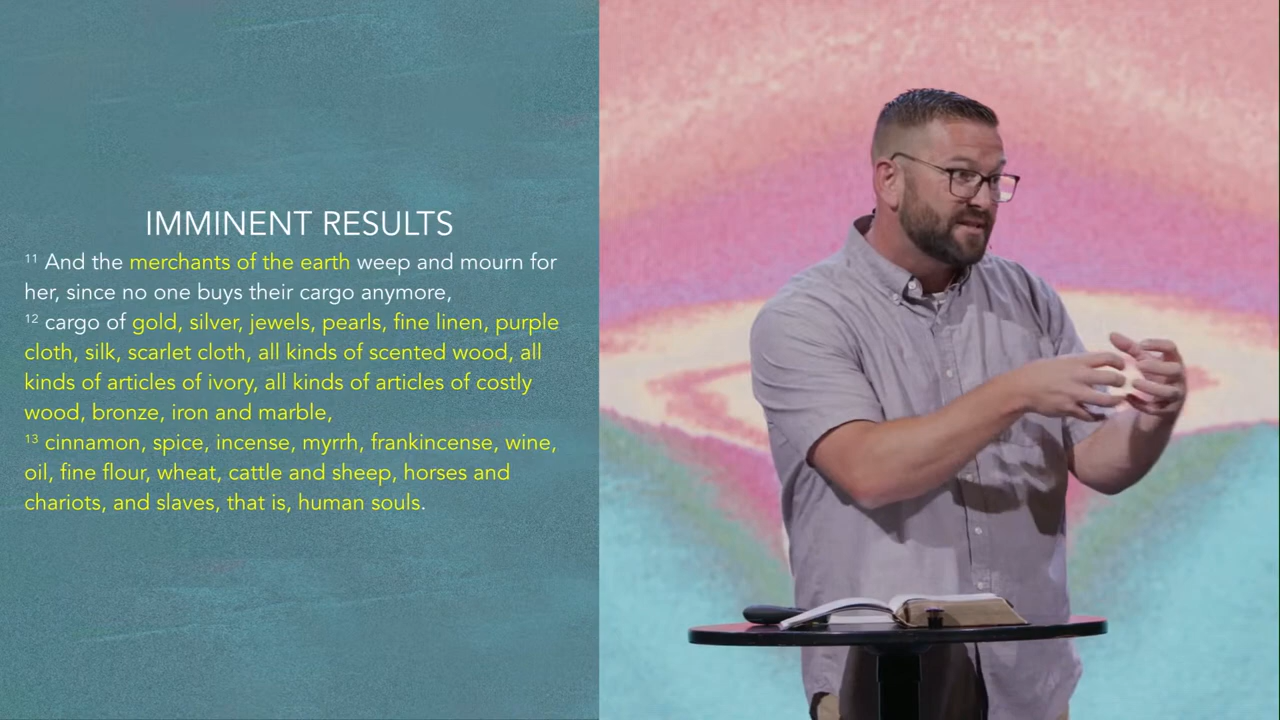 IMMINENT RESULTS
¹¹ And the merchants of the earth weep and mourn for
her, since no one buys their cargo anymore,
¹² cargo of gold, silver, jewels, pearls, fine linen, purple
cloth, silk, scarlet cloth, all kinds of scented wood, all
kinds of articles of ivory, all kinds of articles of costly
wood, bronze, iron and marble,
¹³ cinnamon, spice, incense, myrrh, frankincense, wine,
oil, fine flour, wheat, cattle and sheep, horses and
chariots, and slaves, that is, human souls.